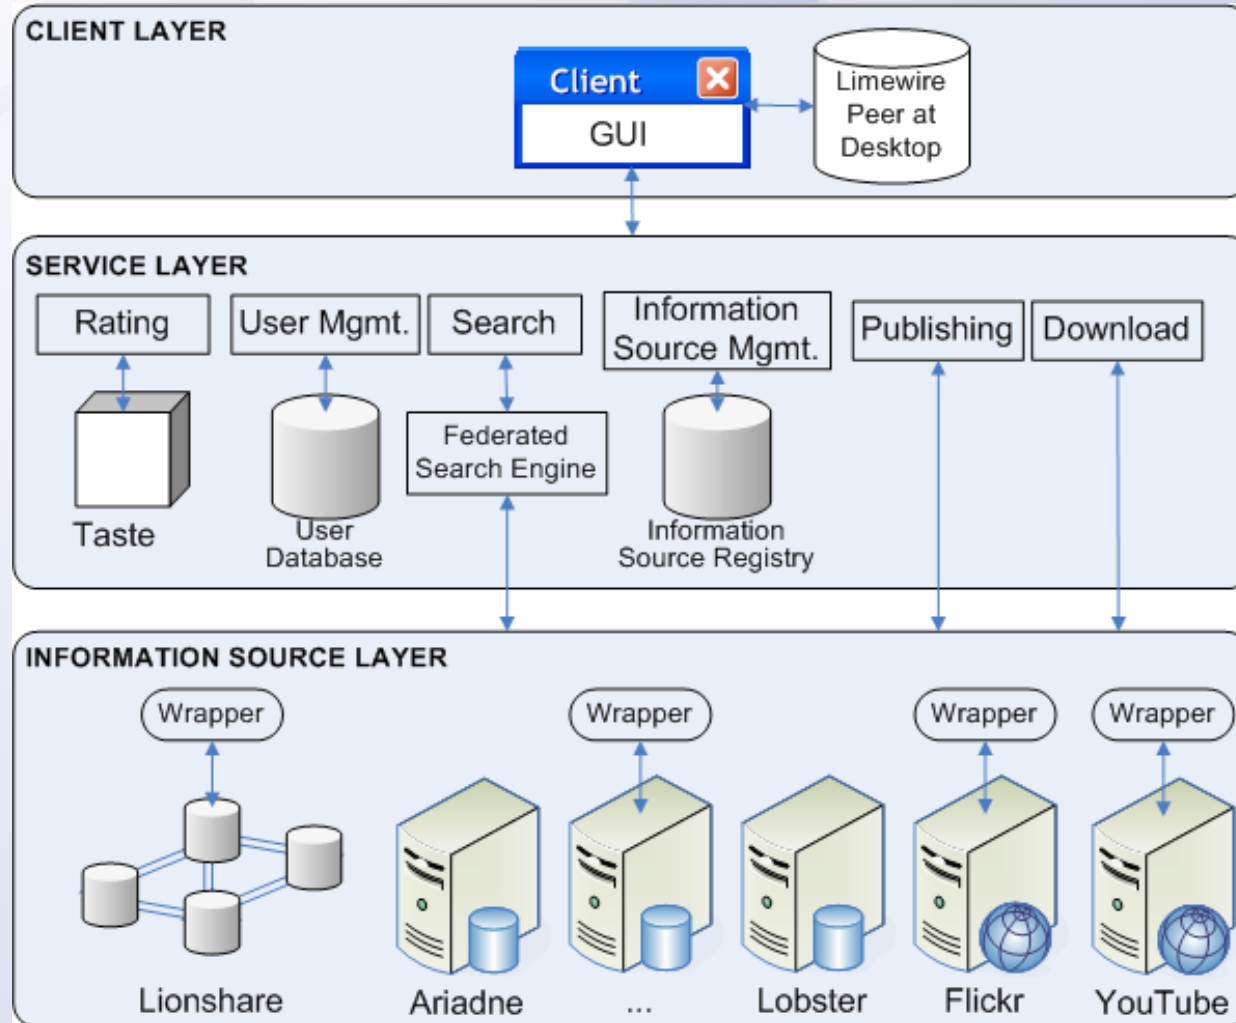 CLIENT LAYER
Client
GUI
Limewire
Peer at
Desktop
SERVICE LAYER
Rating
User Mgmt.
Search
Information
Source Mgmt.
Publishing
Download
Taste
User
Database
Federated
Search Engine
Information
Source Registry
INFORMATION SOURCE LAYER
Wrapper
Wrapper
Wrapper
Wrapper
Lionshare
Ariadne
...
Lobster
Flickr
YouTube